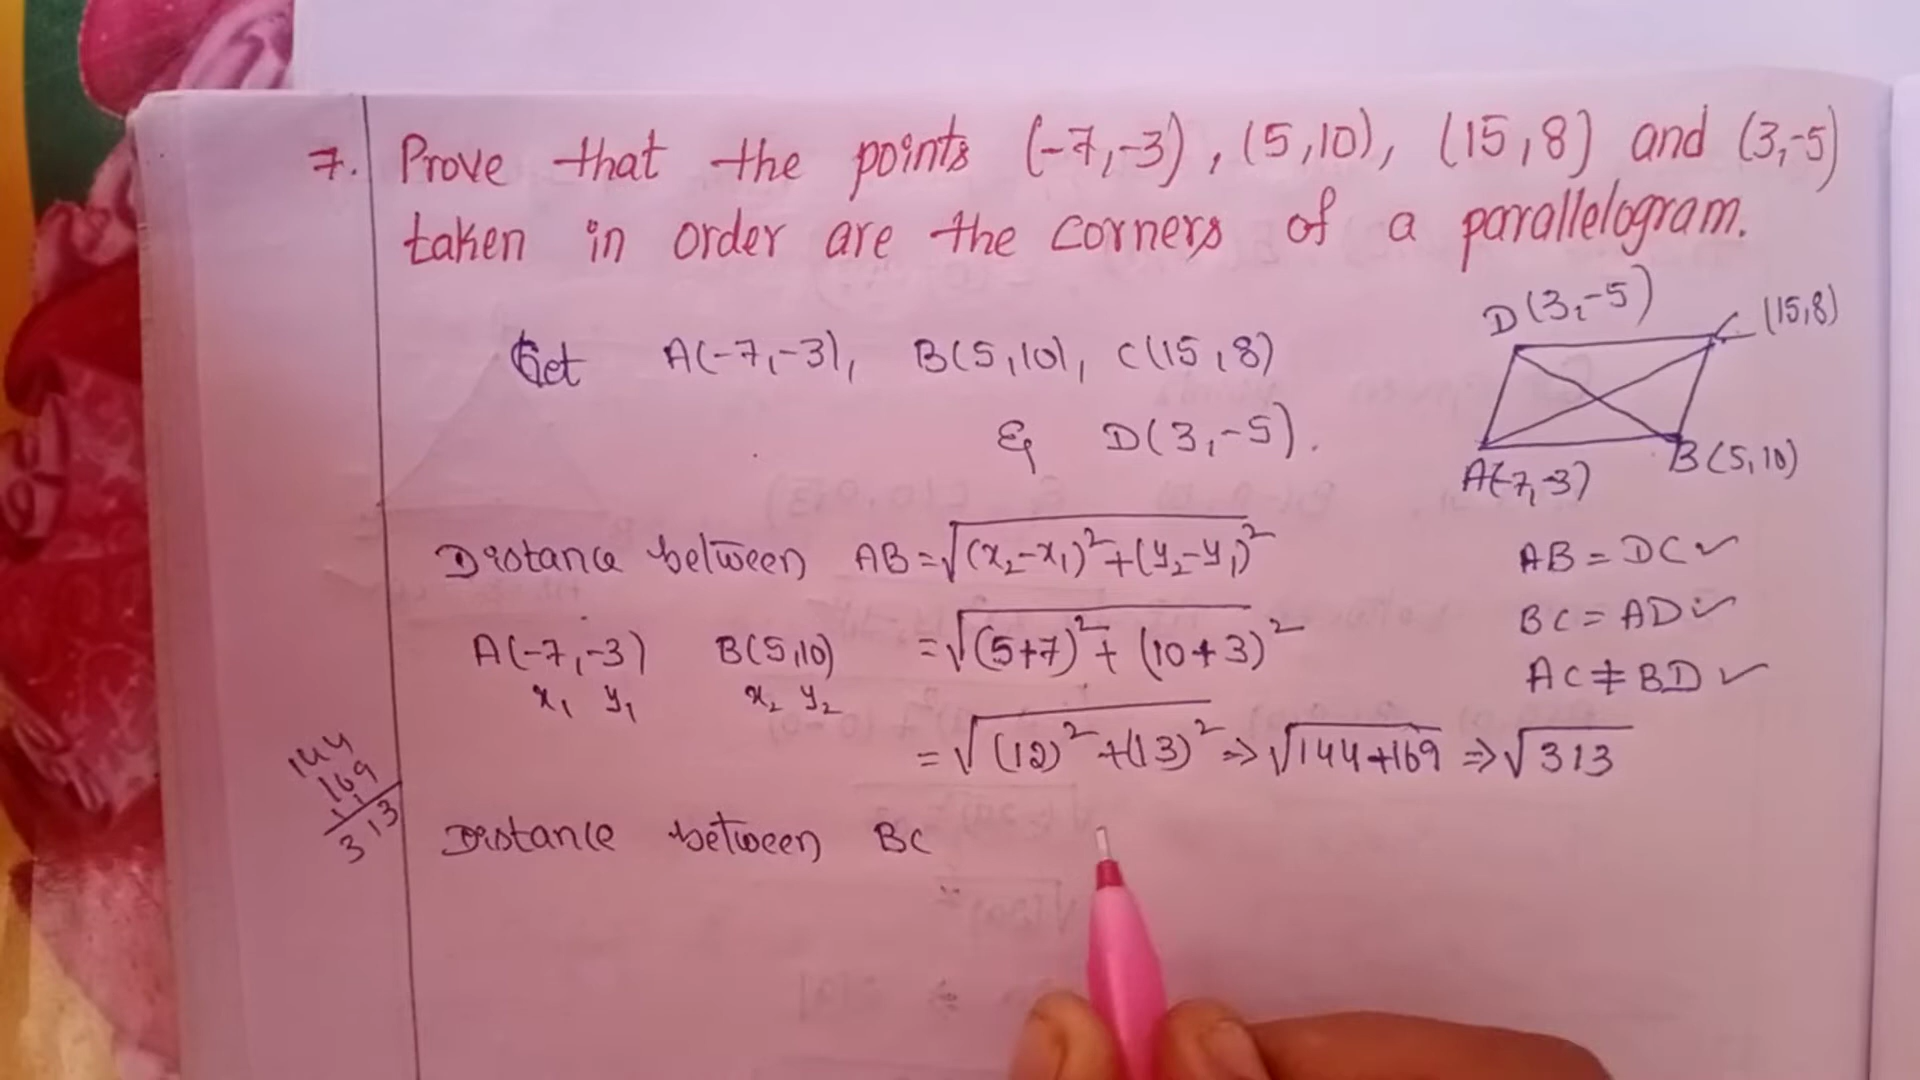 7. Prove that the points (-7,-3), (5,10), (15,8) and (3,-5)
taken in order are the corners of a parallelogram.
Let A(-7,-3), B(5,10), C(15,8)
& D(3,-5).
D(3,-5) C (15,8)
A(-7,-3) B(5,10)
Distance between AB = √(x₂-x₁)²+(y₂-y₁)²
A(-7,-3) B(5,10) = √(5+7)²+(10+3)²
x₁ y₁ x₂ y₂
= √(12)²+(13)² ⇒ √144+169 ⇒ √313
AB = DC ✓
BC = AD ✓
AC ≠ BD ✓
144
169
313
Distance between BC